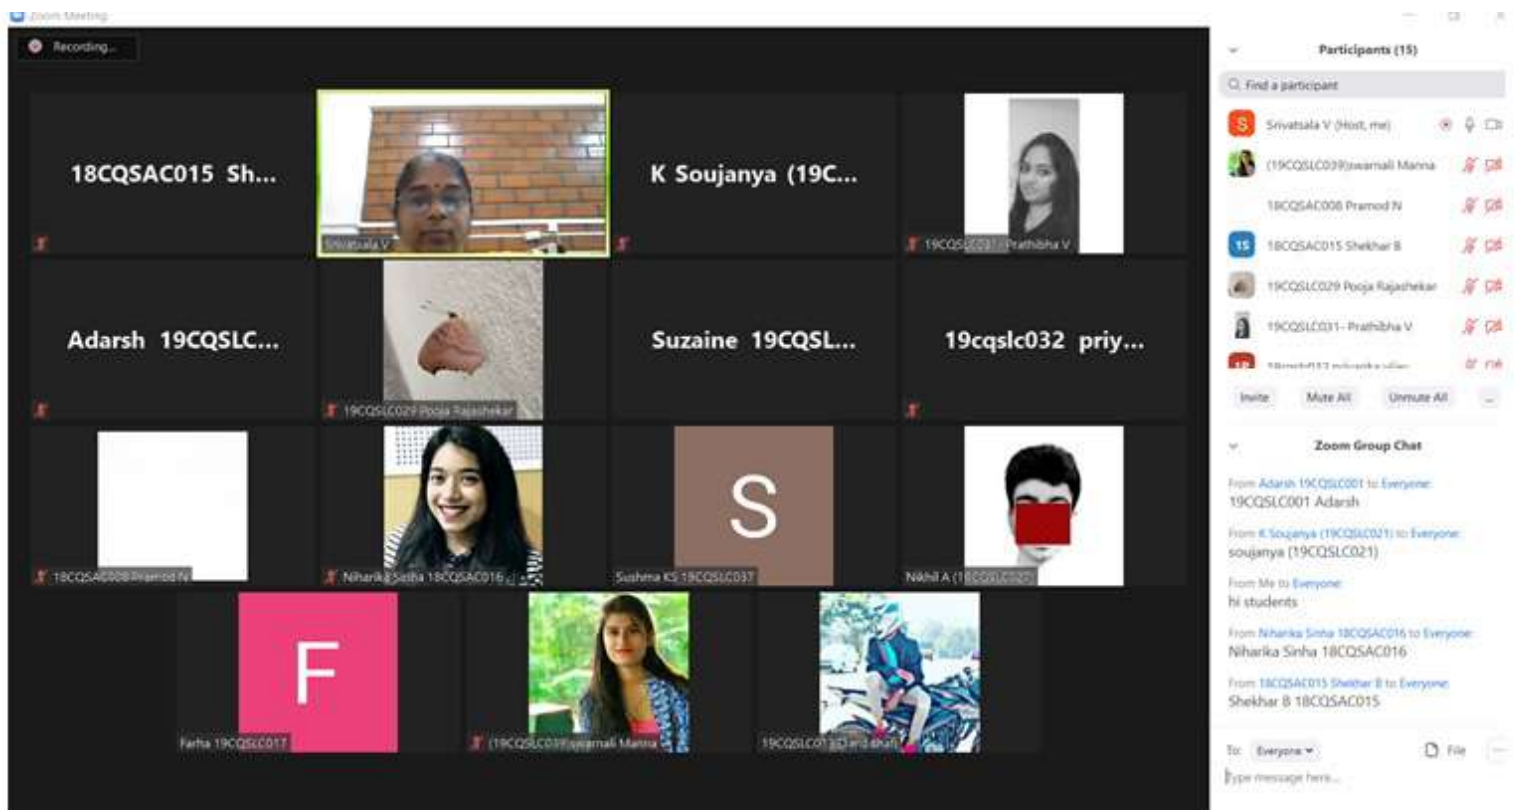 Zoom Meeting
Recording...
18CQSAC015 Sh...
Srivatsala V
K Soujanya (19C...
19CQSLC031- Prathibha V
Adarsh 19CQSLC...
19CQSLC029 Pooja Rajashekar
Suzaine 19CQSL...
19cqslc032 priy...
18CQSAC008 Pramod N
Niharika Sinha 18CQSAC016
S
Sushma KS 19CQSLC037
Nikhil A
F
Farha 19CQSLC017
(19CQSLC039)swarnali Manna
Participants (15)
Find a participant
S
Srivatsala V (Host, me)
(19CQSLC039)swarnali Manna
18CQSAC008 Pramod N
1S
18CQSAC015 Shekhar B
19CQSLC029 Pooja Rajashekar
19CQSLC031- Prathibha V
Invite Mute All Unmute All ...
Zoom Group Chat
From Adarsh 19CQSLC001 to Everyone:
19CQSLC001 Adarsh
From K Soujanya (19CQSLC021) to Everyone:
soujanya (19CQSLC021)
From Me to Everyone:
hi students
From Niharika Sinha 18CQSAC016 to Everyone:
Niharika Sinha 18CQSAC016
From 18CQSAC015 Shekhar B to Everyone:
Shekhar B 18CQSAC015
To: Everyone File ...
Type message here...